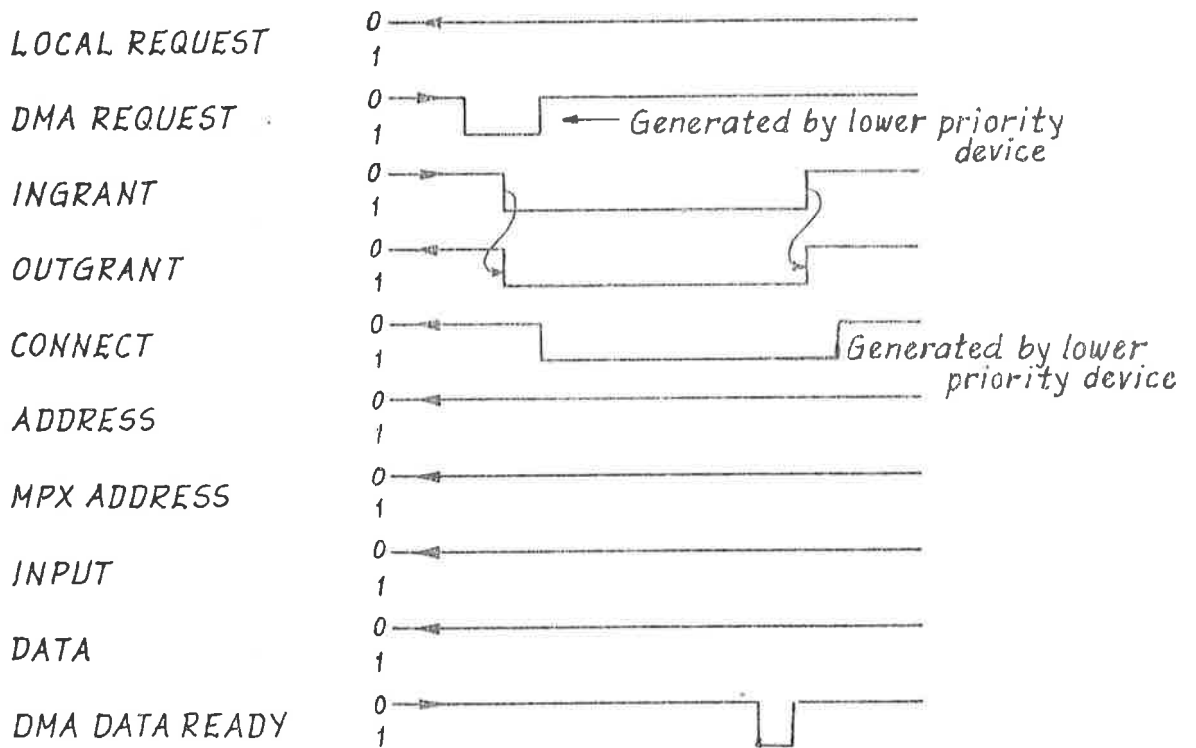 LOCAL REQUEST
0
1
DMA REQUEST
0
1
Generated by lower priority
device
INGRANT
0
1
OUTGRANT
0
1
CONNECT
0
1
Generated by lower
priority device
ADDRESS
0
1
MPX ADDRESS
0
1
INPUT
0
1
DATA
0
1
DMA DATA READY
0
1